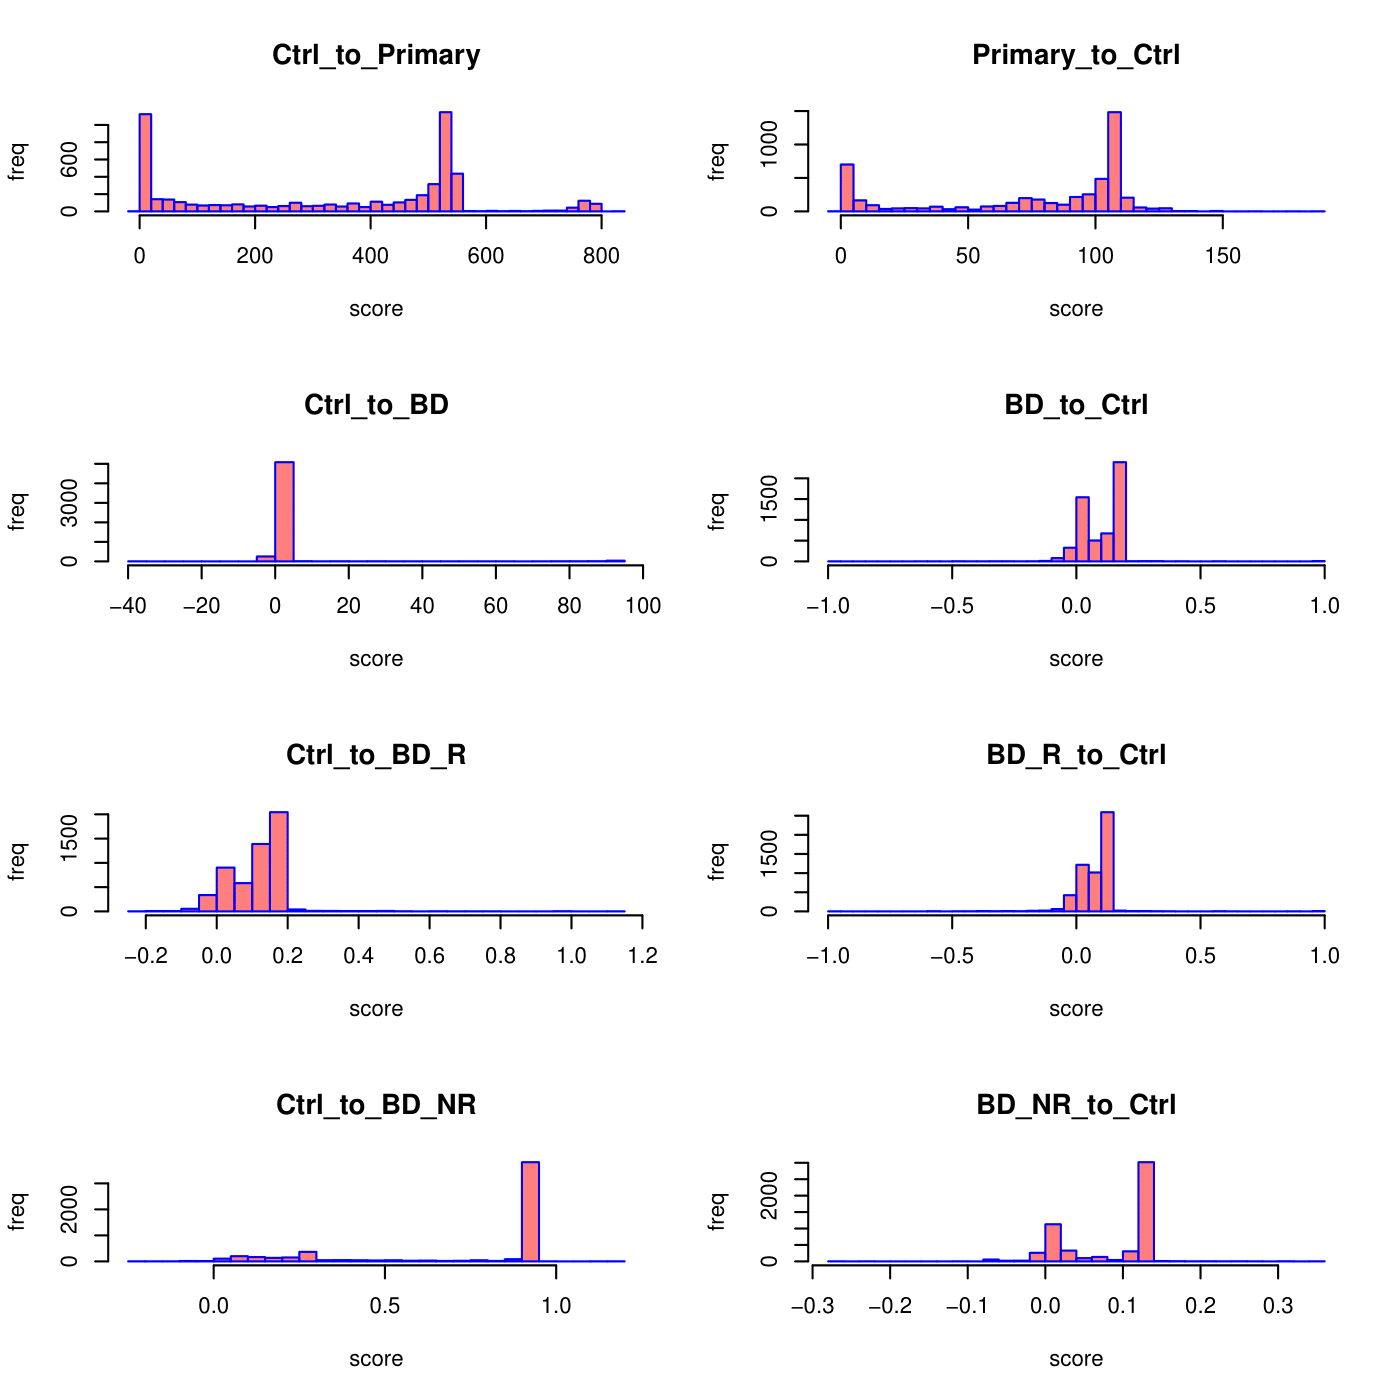 Ctrl_to_Primary
freq
0 600
0 200 400 600 800
score
Primary_to_Ctrl
freq
0 1000
0 50 100 150
score
Ctrl_to_BD
freq
0 3000
−40 −20 0 20 40 60 80 100
score
BD_to_Ctrl
freq
0 1500
−1.0 −0.5 0.0 0.5 1.0
score
Ctrl_to_BD_R
freq
0 1500
−0.2 0.0 0.2 0.4 0.6 0.8 1.0 1.2
score
BD_R_to_Ctrl
freq
0 1500
−1.0 −0.5 0.0 0.5 1.0
score
Ctrl_to_BD_NR
freq
0 2000
0.0 0.5 1.0
score
BD_NR_to_Ctrl
freq
0 2000
−0.3 −0.2 −0.1 0.0 0.1 0.2 0.3
score